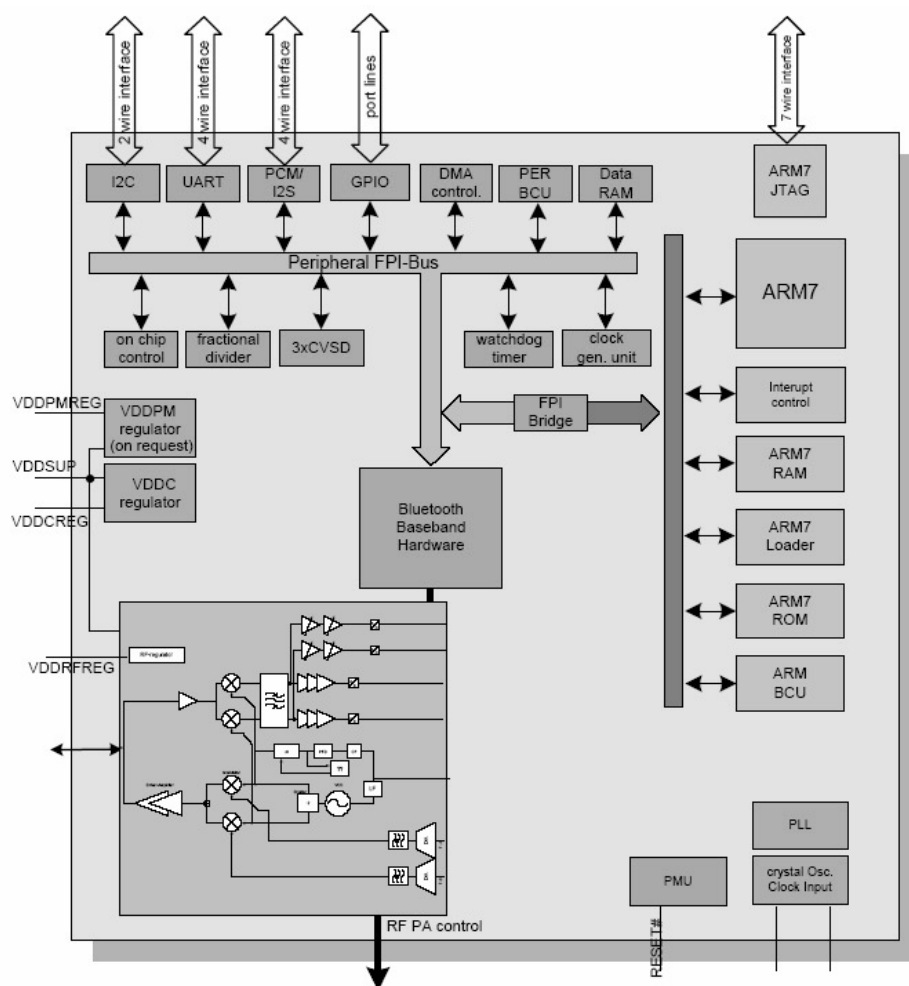 2 wire interface
4 wire interface
4 wire interface
port lines
7 wire interface
I2C
UART
PCM/
I2S
GPIO
DMA
control.
PER
BCU
Data
RAM
ARM7
JTAG
Peripheral FPI-Bus
ARM7
on chip
control
fractional
divider
3xCVSD
watchdog
timer
clock
gen. unit
Interupt
control
FPI
Bridge
VDDPMREG
VDDPM
regulator
(on request)
VDDSUP
VDDC
regulator
VDDCREG
ARM7
RAM
Bluetooth
Baseband
Hardware
ARM7
Loader
ARM7
ROM
ARM
BCU
RF-regulator
VDDRFREG
PLL
PMU
crystal Osc.
Clock Input
RF PA control
RESET#